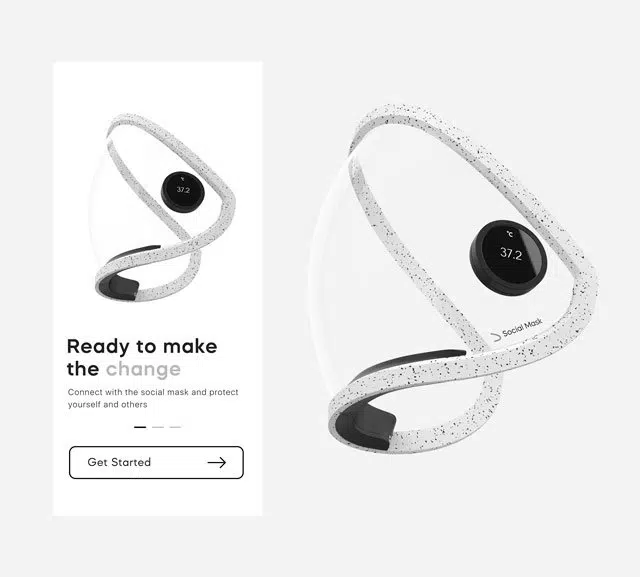 °C
37.2
Ready to make
the change
Connect with the social mask and protect
yourself and others
Get Started
°C
37.2
Social Mask